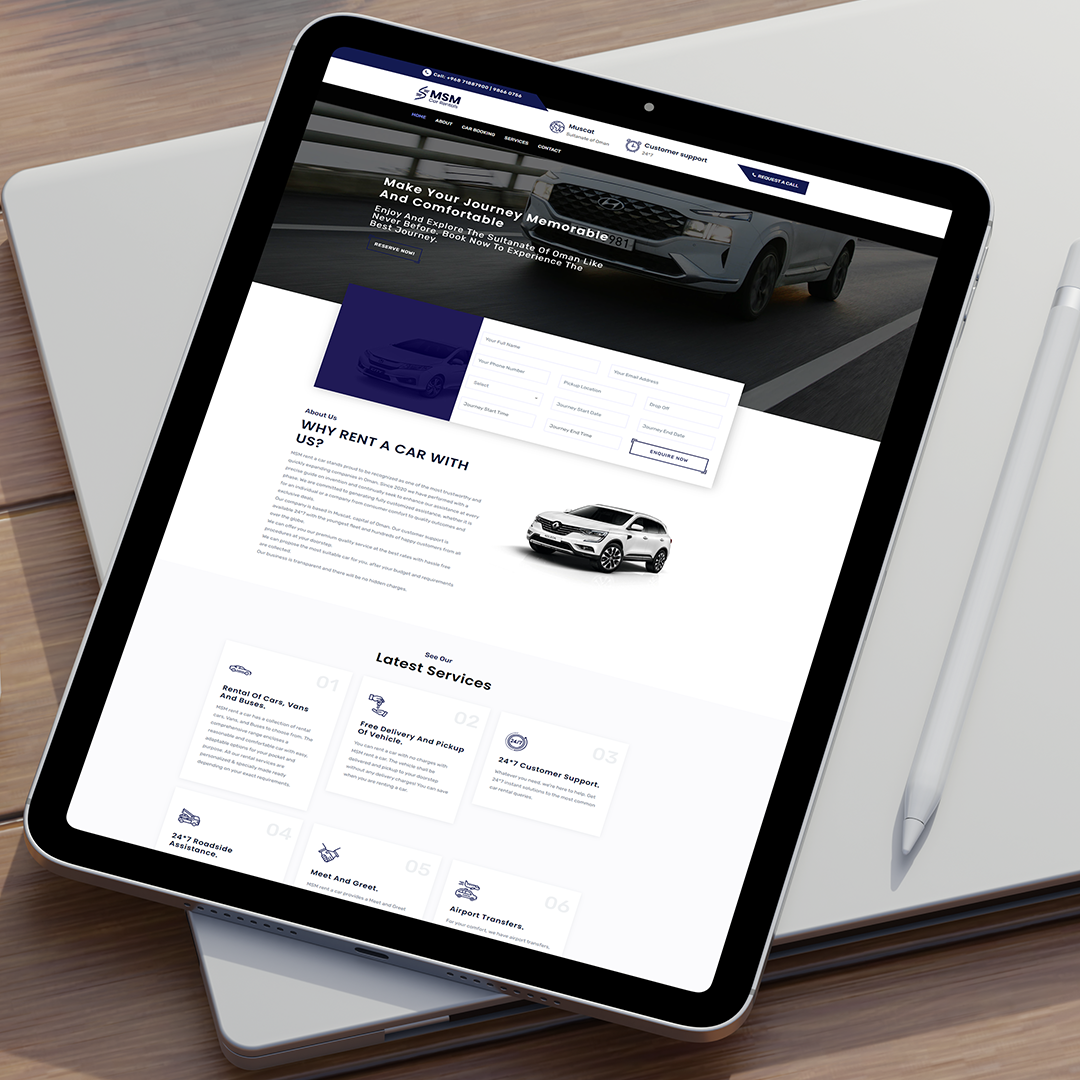 Call: +968 71887900 | 9866 0756
MSM
Car Rentals
Muscat
Sultanate of Oman
Customer support
24*7
REQUEST A CALL
HOME ABOUT CAR BOOKING SERVICES CONTACT
Make Your Journey Memorable
And Comfortable
Enjoy And Explore The Sultanate Of Oman Like
Never Before. Book Now To Experience The
Best Journey.
RESERVE NOW!
981
Your Full Name
Your Email Address
Your Phone Number
Pickup Location
Drop Off
Select
Journey Start Date
Journey End Date
Journey Start Time
Journey End Time
ENQUIRE NOW
About Us
WHY RENT A CAR WITH
US?
MSM rent a car stands proud to be recognized as one of the most trustworthy and
quickly expanding companies in Oman. Since 2020 we have performed with a
precise guide on invention and continually seek to enhance our assistance at every
phase. We are committed to generating fully customized assistance, whether it is
for an individual or a company from consumer comfort to quality outcomes and
exclusive deals.
Our company is based in Muscat, capital of Oman. Our customer support is
available 24*7 with the youngest fleet and hundreds of happy customers from all
over the globe.
We can offer you our premium quality service at the best rates with hassle free
procedures at your doorstep.
We can propose the most suitable car for you, after your budget and requirements
are collected.
Our business is transparent and there will be no hidden charges.
See Our
Latest Services
01
Rental Of Cars, Vans
And Buses.
MSM rent a car has a collection of rental
cars, Vans, and Buses to choose from. The
comprehensive range encloses a
reasonable and comfortable car with easy,
adaptable options for your pocket and
purpose. All our rental services are
personalized & specially made ready
depending on your exact requirements.
02
Free Delivery And Pickup
Of Vehicle.
You can rent a car with no charges with
MSM rent a car. The vehicle shall be
delivered and pickup to your doorstep
without any delivery charges! You can save
when you are renting a car.
03
24/7
24*7 Customer Support.
Whatever you need, we're here to help. Get
24*7 instant solutions to the most common
car rental queries.
04
24*7 Roadside
Assistance.
05
Meet And Greet.
MSM rent a car provides a Meet and Greet
06
Airport Transfers.
For your comfort, we have airport transfers,